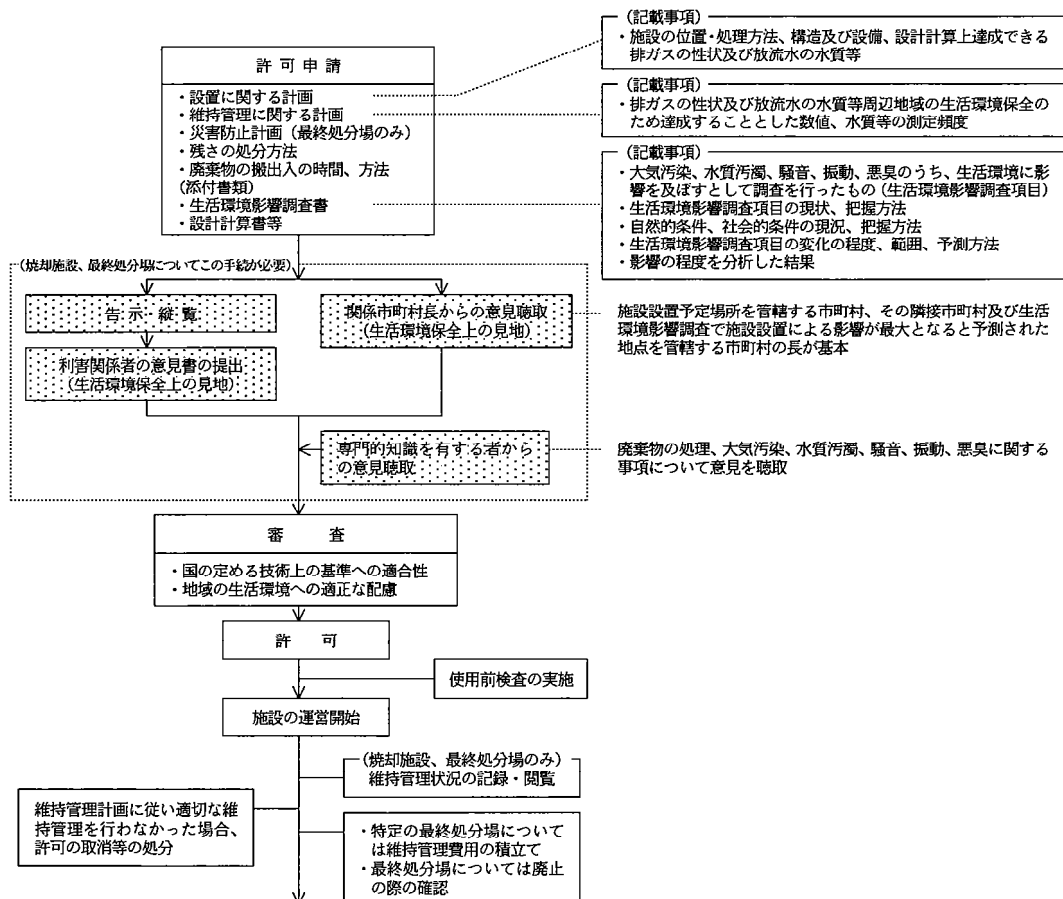 許可申請
・設置に関する計画
・維持管理に関する計画
・災害防止計画（最終処分場のみ）
・残さの処分方法
・廃棄物の搬出入の時間、方法
（添付書類）
・生活環境影響調査書
・設計計算書等
（記載事項）
・施設の位置・処理方法、構造及び設備、設計計算上達成できる
排ガスの性状及び放流水の水質等
（記載事項）
・排ガスの性状及び放流水の水質等周辺地域の生活環境保全の
ため達成することとした数値、水質等の測定頻度
（記載事項）
・大気汚染、水質汚濁、騒音、振動、悪臭のうち、生活環境に影
響を及ぼすとして調査を行ったもの（生活環境影響調査項目）
・生活環境影響調査項目の現状、把握方法
・自然的条件、社会的条件の現況、把握方法
・生活環境影響調査項目の変化の程度、範囲、予測方法
・影響の程度を分析した結果
（焼却施設、最終処分場についてこの手続が必要）
告示・縦覧
利害関係者の意見書の提出
（生活環境保全上の見地）
関係市町村長からの意見聴取
（生活環境保全上の見地）
施設設置予定場所を管轄する市町村、その隣接市町村及び生活
環境影響調査で施設設置による影響が最大となると予測された
地点を管轄する市町村の長が基本
専門的知識を有する者から
の意見聴取
廃棄物の処理、大気汚染、水質汚濁、騒音、振動、悪臭に関する
事項について意見を聴取
審査
・国の定める技術上の基準への適合性
・地域の生活環境への適正な配慮
許可
使用前検査の実施
施設の運営開始
（焼却施設、最終処分場のみ）
維持管理状況の記録・閲覧
維持管理計画に従い適切な維
持管理を行わなかった場合、
許可の取消等の処分
・特定の最終処分場について
は維持管理費用の積立て
・最終処分場については廃止
の際の確認